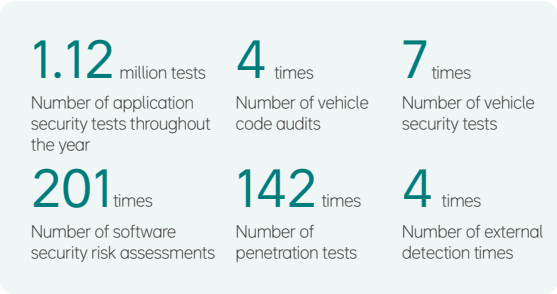 1.12 million tests
Number of application
security tests throughout
the year
4 times
Number of vehicle
code audits
7 times
Number of vehicle
security tests
201 times
Number of software
security risk assessments
142 times
Number of
penetration tests
4 times
Number of external
detection times